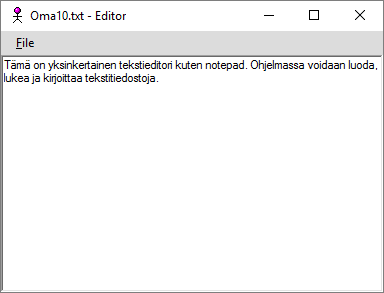 Oma10.txt - Editor
File
Tämä on yksinkertainen tekstieditori kuten notepad. Ohjelmassa voidaan luoda,
lukea ja kirjoittaa tekstitiedostoja.